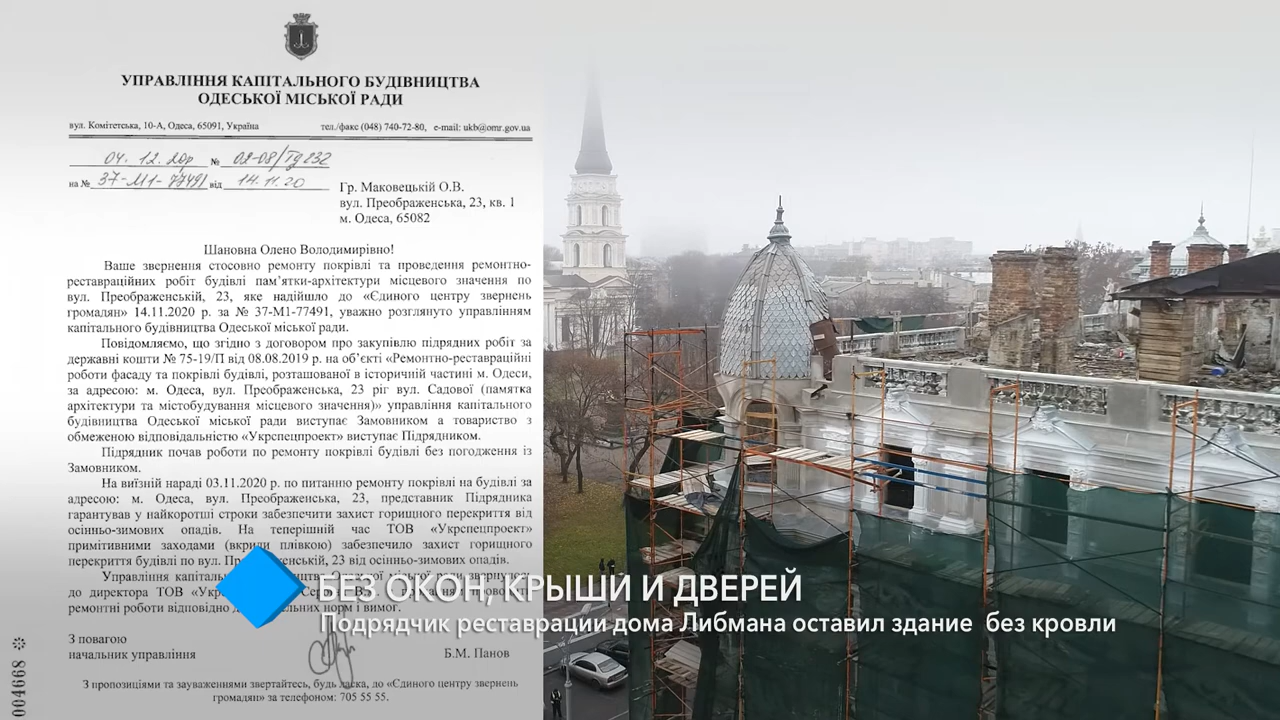 УПРАВЛІННЯ КАПІТАЛЬНОГО БУДІВНИЦТВА
ОДЕСЬКОЇ МІСЬКОЇ РАДИ
вул. Комітетська, 10-А, Одеса, 65091, Україна тел./факс (048) 740-72-80, e-mail: ukb@omr.gov.ua
04.12.20р № 02-08/ТД232
на № 37-М1-77491 від 14.11.20
Гр. Маковецькій О.В.
вул. Преображенська, 23, кв. 1
м. Одеса, 65082
Шановна Олено Володимирівно!
Ваше звернення стосовно ремонту покрівлі та проведення ремонтно-
реставраційних робіт будівлі пам’ятки-архітектури місцевого значення по
вул. Преображенській, 23, яке надійшло до «Єдиного центру звернень
громадян» 14.11.2020 р. за № 37-М1-77491, уважно розглянуто управлінням
капітального будівництва Одеської міської ради.
Повідомляємо, що згідно з договором про закупівлю підрядних робіт за
державні кошти № 75-19/П від 08.08.2019 р. на об’єкті «Ремонтно-реставраційні
роботи фасаду та покрівлі будівлі, розташованої в історичній частині м. Одеси,
за адресою: м. Одеса, вул. Преображенська, 23 ріг вул. Садової (памятка
архітектури та містобудування місцевого значення)» управління капітального
будівництва Одеської міської ради виступає Замовником а товариство з
обмеженою відповідальністю «Укрспецпроект» виступає Підрядником.
Підрядник почав роботи по ремонту покрівлі будівлі без погодження із
Замовником.
На виїзній нараді 03.11.2020 р. по питанню ремонту покрівлі на будівлі за
адресою: м. Одеса, вул. Преображенська, 23, представник Підрядника
гарантував у найкоротші строки забезпечити захист горищного перекриття від
осінньо-зимових опадів. На теперішній час ТОВ «Укрспецпроект»
примітивними заходами (вкрили плівкою) забезпечило захист горищного
перекриття будівлі по вул. 23 від осінньо-зимових опадів.
Управління
до директора ТОВ
ремонтні роботи відповідно норм і вимог.
З повагою
начальник управління Б.М. Панов
З пропозиціями та зауваженнями звертайтесь, будь ласка, до «Єдиного центру звернень
громадян» за телефоном: 705 55 55.
004668
БЕЗ ОКОН, КРЫШИ И ДВЕРЕЙ
Подрядчик реставрации дома Либмана оставил здание без кровли